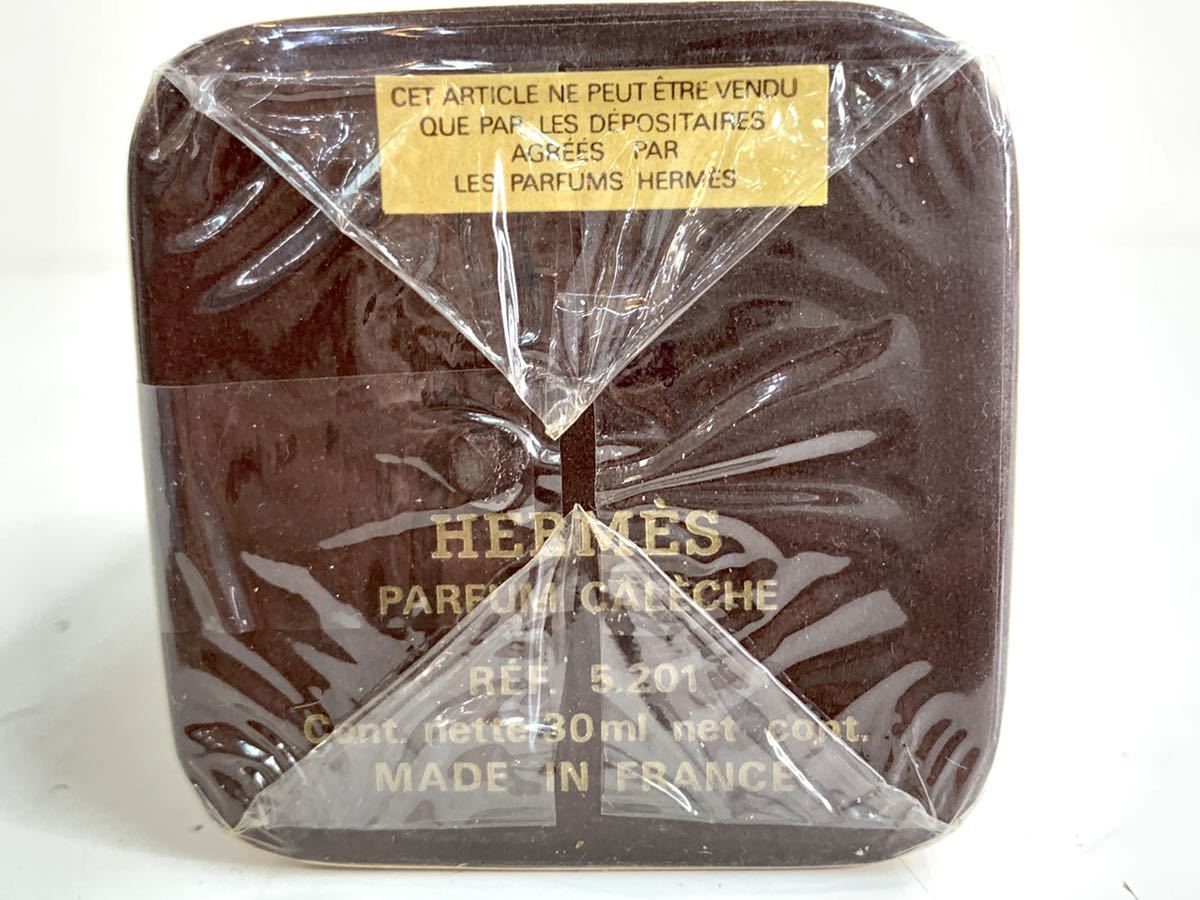 CET ARTICLE NE PEUT ÊTRE VENDU
QUE PAR LES DÉPOSITAIRES
AGRÉÉS PAR
LES PARFUMS HERMÈS
HERMÈS
PARFUM CALÈCHE
RÉF. 5.201
Cont. nette 30ml net cont.
MADE IN FRANCE